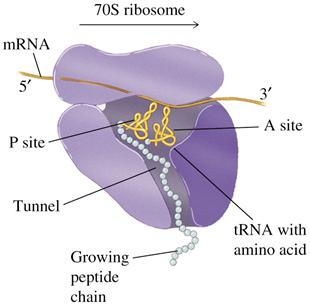 70S ribosome
mRNA
5′
3′
P site
A site
Tunnel
tRNA with
amino acid
Growing
peptide
chain